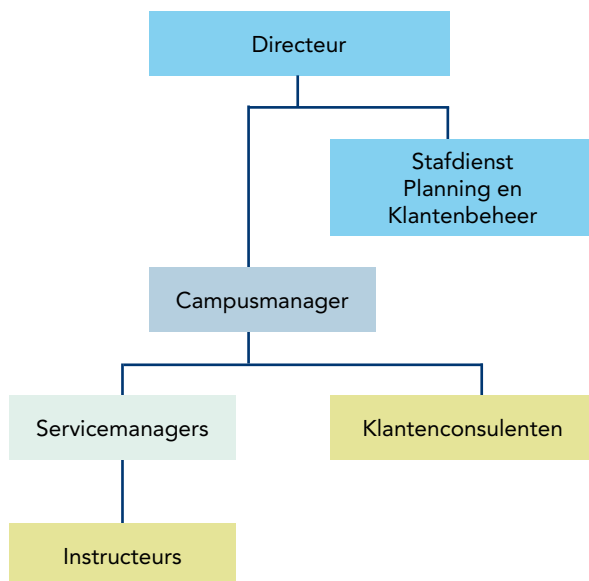 Directeur
Stafdienst
Planning en
Klantenbeheer
Campusmanager
Servicemanagers
Klantenconsulenten
Instructeurs